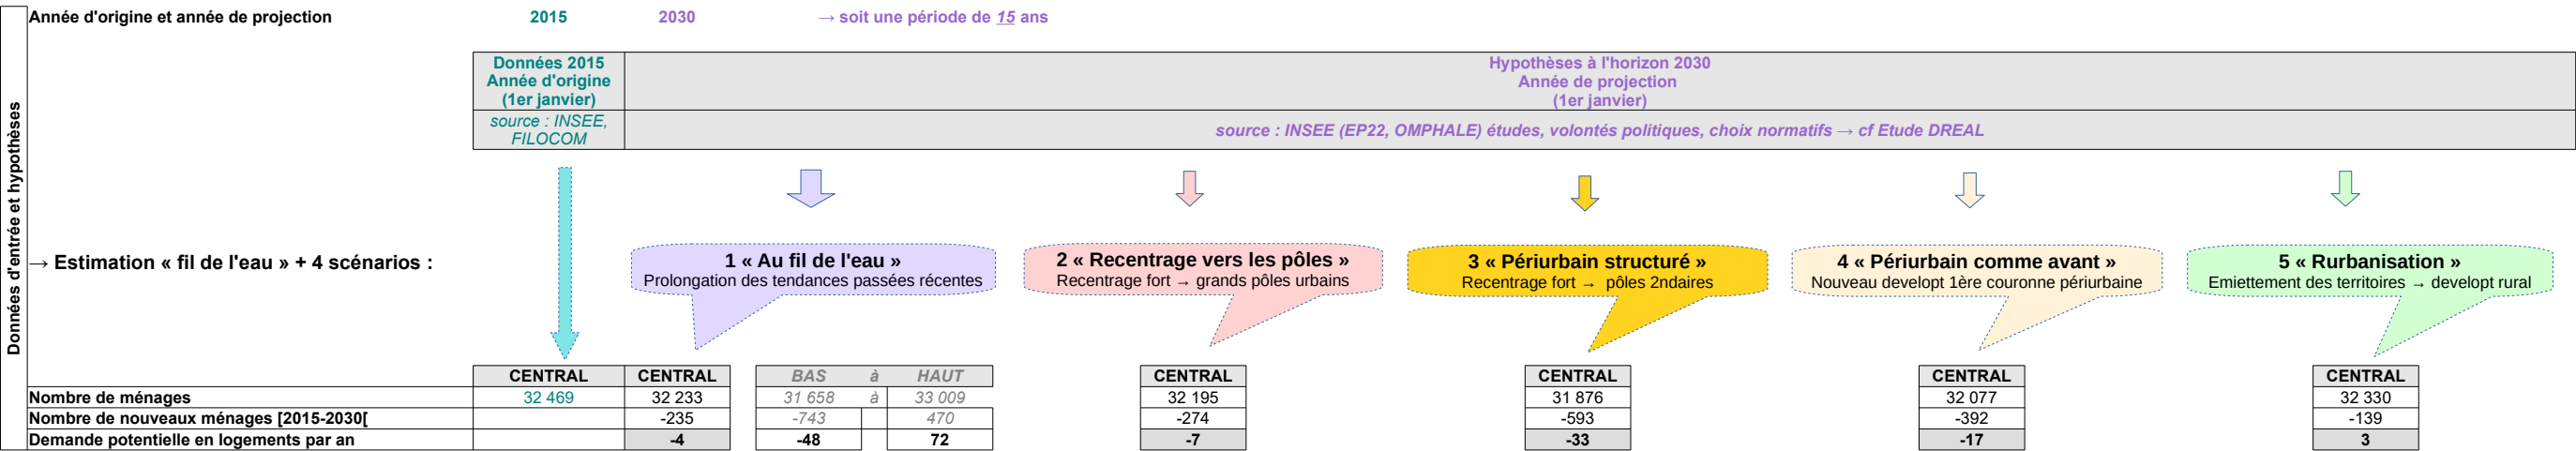 Année d'origine et année de projection 2015 2030 → soit une période de 15 ans
Données 2015
Année d'origine
(1er janvier)
Hypothèses à l'horizon 2030
Année de projection
(1er janvier)
source : INSEE,
FILOCOM
source : INSEE (EP22, OMPHALE) études, volontés politiques, choix normatifs → cf Etude DREAL
Données d'entrée et hypothèses
→ Estimation « fil de l'eau » + 4 scénarios :
1 « Au fil de l'eau »
Prolongation des tendances passées récentes
2 « Recentrage vers les pôles »
Recentrage fort → grands pôles urbains
3 « Périurbain structuré »
Recentrage fort → pôles 2ndaires
4 « Périurbain comme avant »
Nouveau developt 1ère couronne périurbaine
5 « Rurbanisation »
Emiettement des territoires → developt rural
CENTRAL CENTRAL BAS à HAUT CENTRAL CENTRAL CENTRAL CENTRAL
Nombre de ménages 32 469 32 233 31 658 à 33 009 32 195 31 876 32 077 32 330
Nombre de nouveaux ménages [2015-2030[ -235 -743 470 -274 -593 -392 -139
Demande potentielle en logements par an -4 -48 72 -7 -33 -17 3